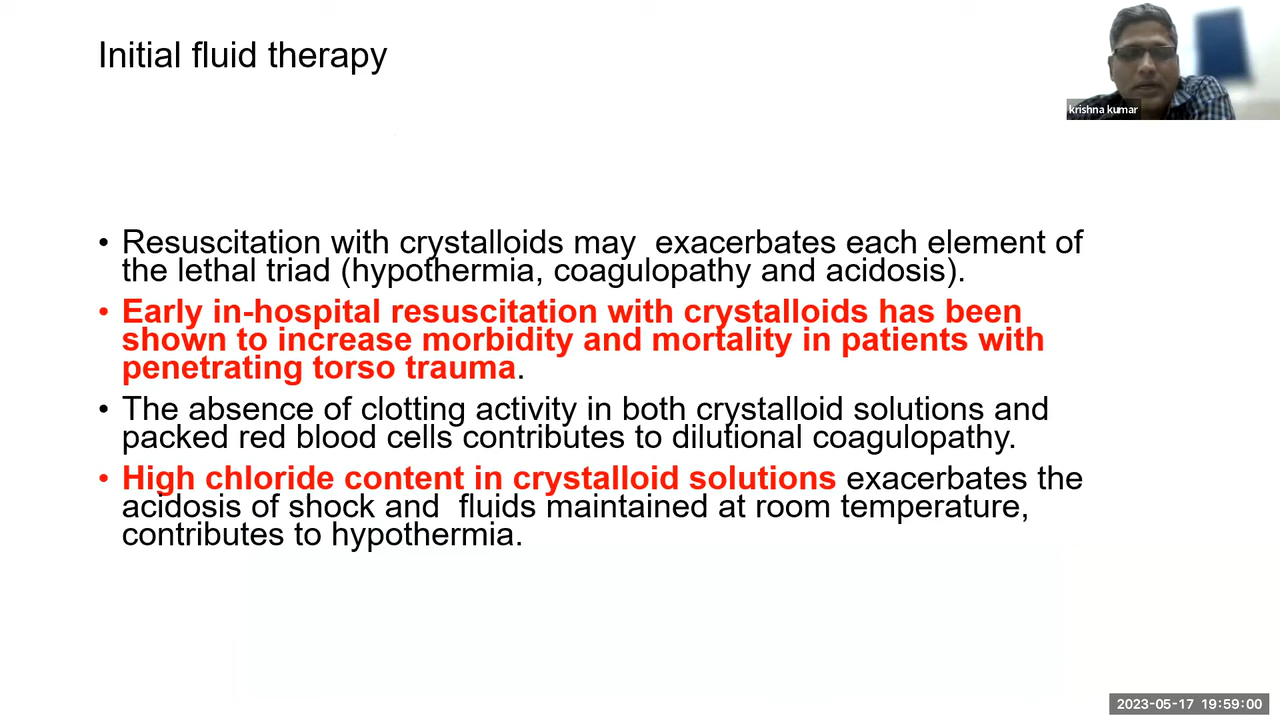 Initial fluid therapy
krishna kumar
• Resuscitation with crystalloids may  exacerbates each element of
the lethal triad (hypothermia, coagulopathy and acidosis).
• Early in-hospital resuscitation with crystalloids has been
shown to increase morbidity and mortality in patients with
penetrating torso trauma.
• The absence of clotting activity in both crystalloid solutions and
packed red blood cells contributes to dilutional coagulopathy.
• High chloride content in crystalloid solutions exacerbates the
acidosis of shock and  fluids maintained at room temperature,
contributes to hypothermia.
2023-05-17 19:59:00